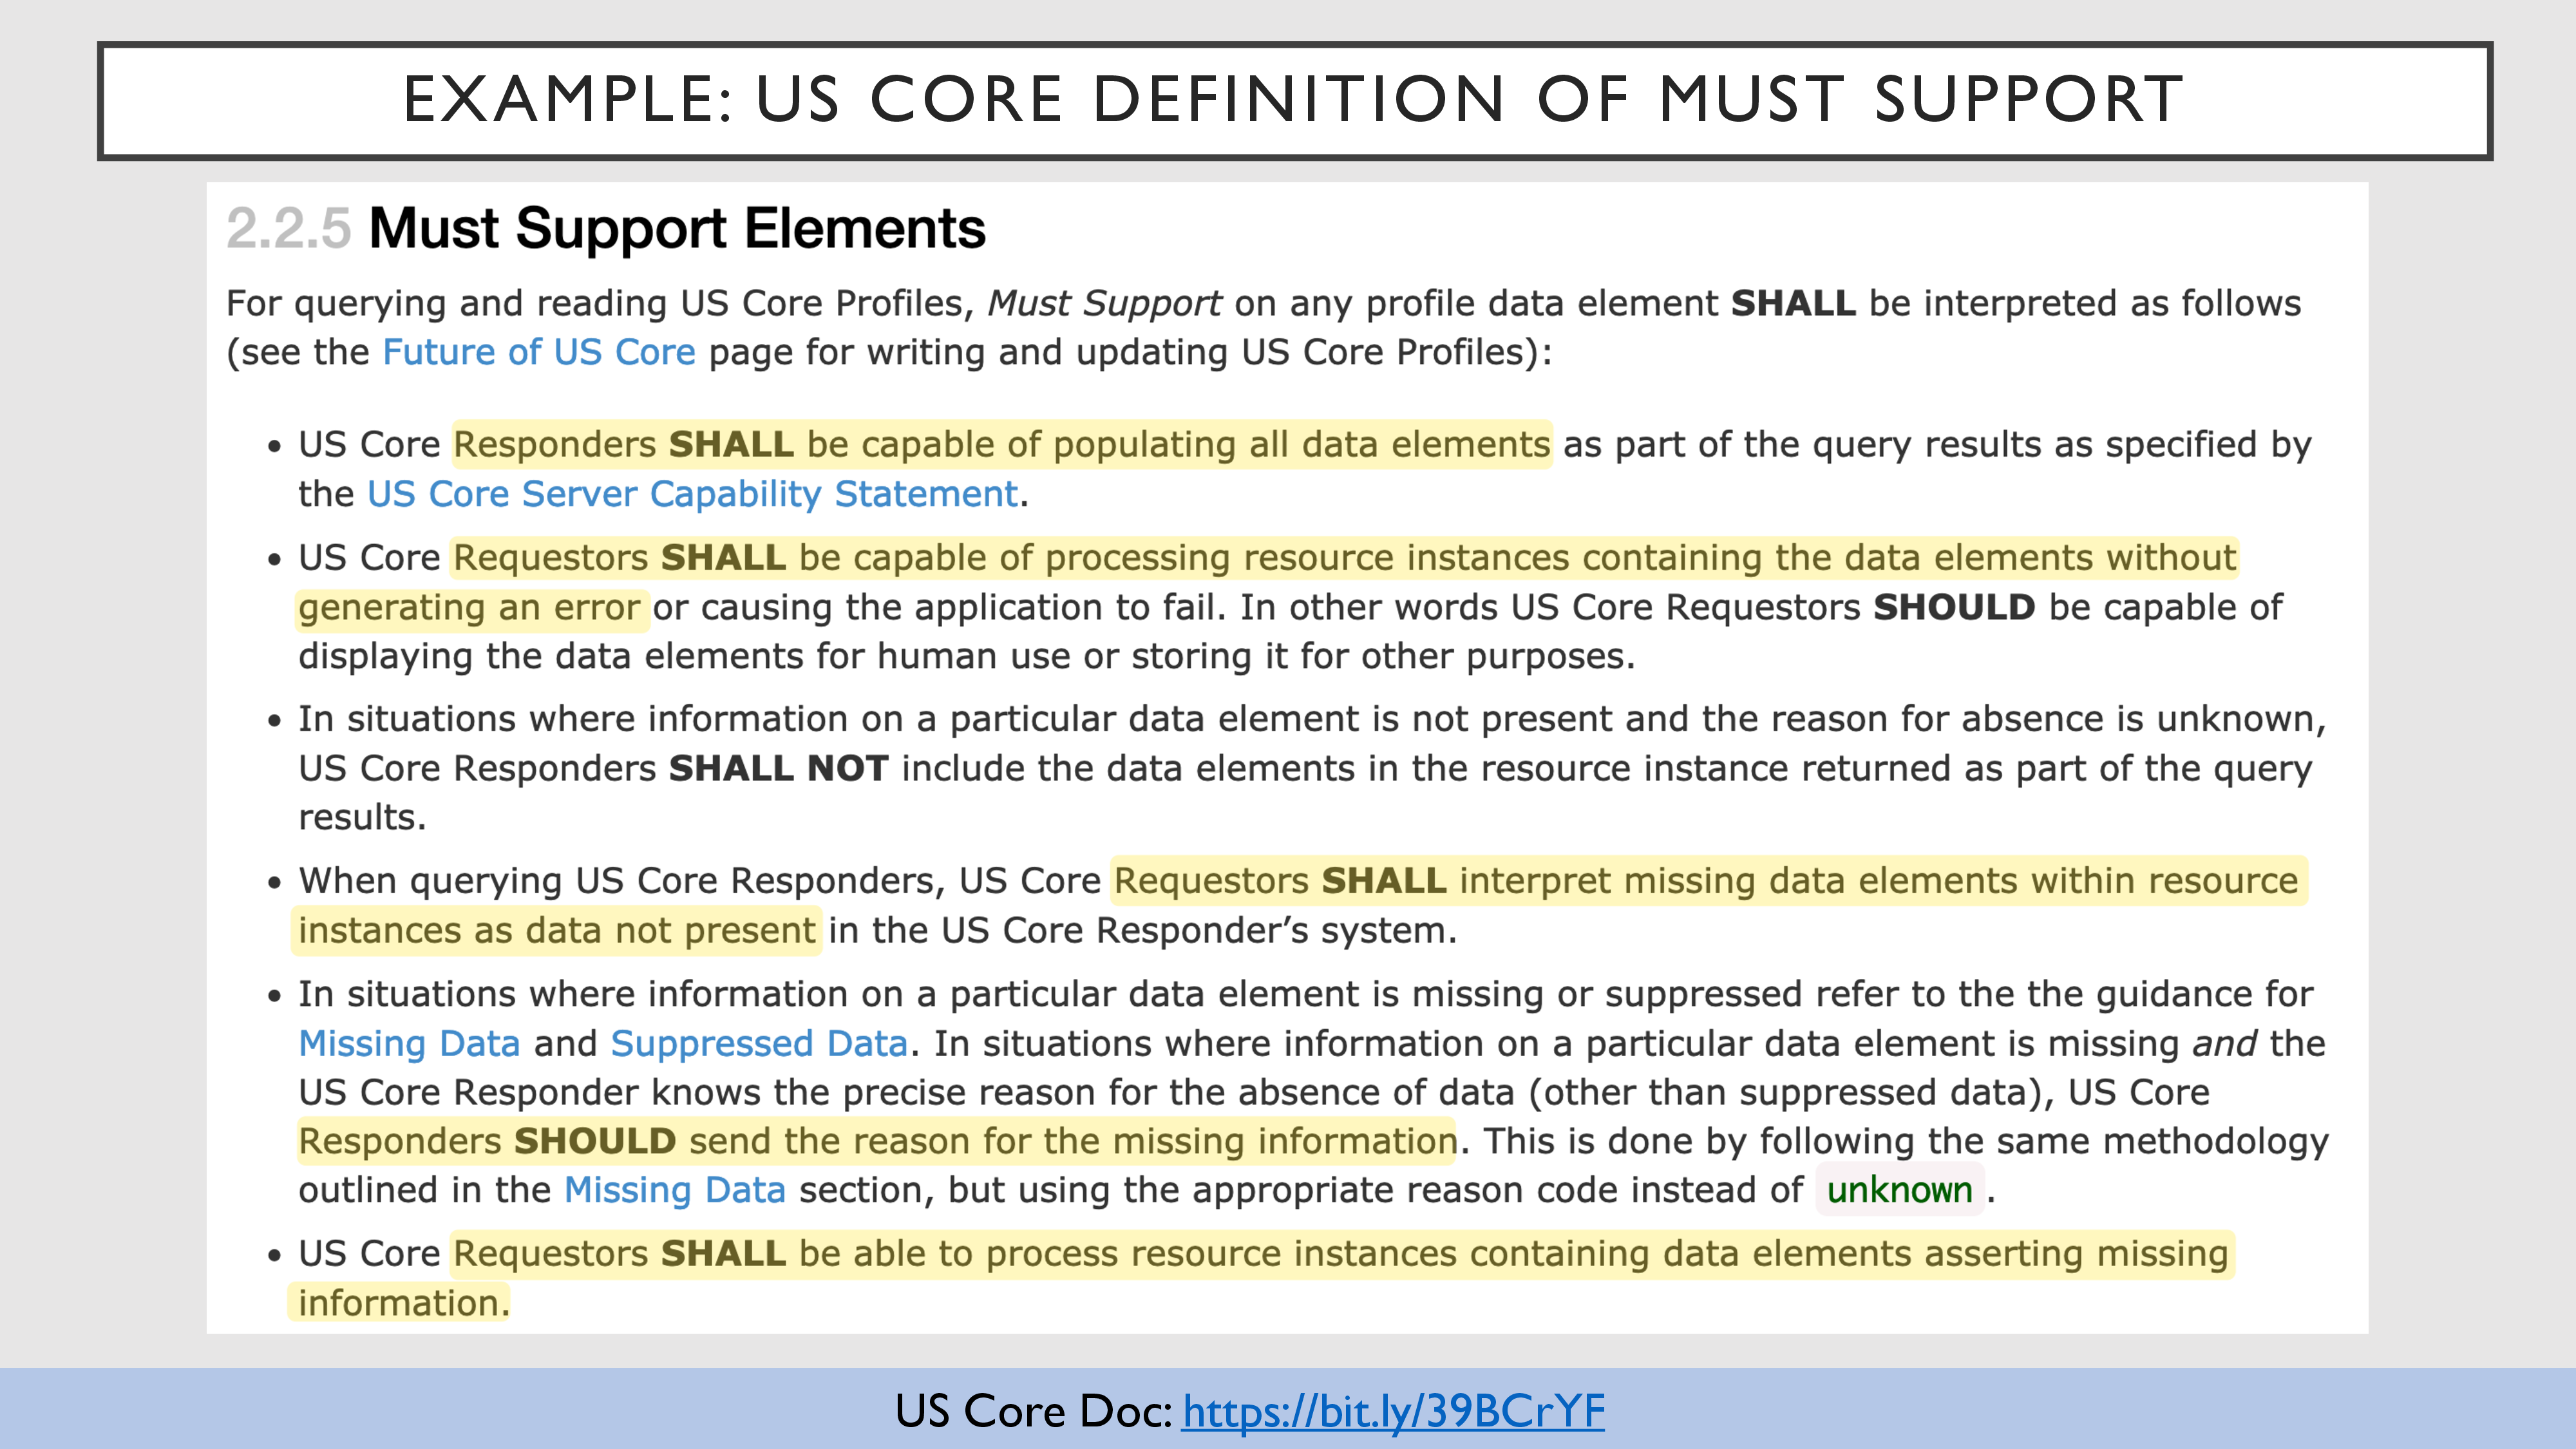 EXAMPLE: US CORE DEFINITION OF MUST SUPPORT
2.2.5 Must Support Elements
For querying and reading US Core Profiles, Must Support on any profile data element SHALL be interpreted as follows
(see the Future of US Core page for writing and updating US Core Profiles):
• US Core Responders SHALL be capable of populating all data elements as part of the query results as specified by
the US Core Server Capability Statement.
• US Core Requestors SHALL be capable of processing resource instances containing the data elements without
generating an error or causing the application to fail. In other words US Core Requestors SHOULD be capable of
displaying the data elements for human use or storing it for other purposes.
• In situations where information on a particular data element is not present and the reason for absence is unknown,
US Core Responders SHALL NOT include the data elements in the resource instance returned as part of the query
results.
• When querying US Core Responders, US Core Requestors SHALL interpret missing data elements within resource
instances as data not present in the US Core Responder’s system.
• In situations where information on a particular data element is missing or suppressed refer to the the guidance for
Missing Data and Suppressed Data. In situations where information on a particular data element is missing and the
US Core Responder knows the precise reason for the absence of data (other than suppressed data), US Core
Responders SHOULD send the reason for the missing information. This is done by following the same methodology
outlined in the Missing Data section, but using the appropriate reason code instead of unknown .
• US Core Requestors SHALL be able to process resource instances containing data elements asserting missing
information.
US Core Doc: https://bit.ly/39BCrYF